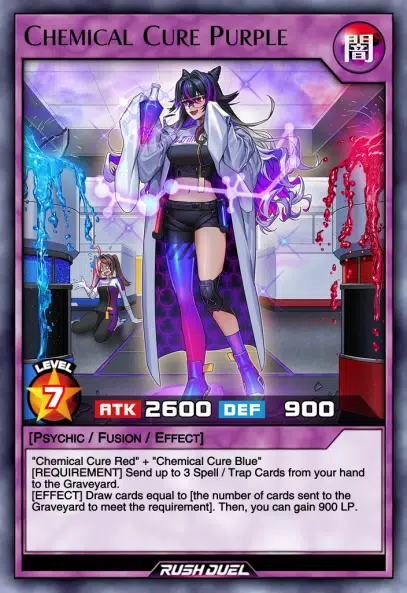 Chemical Cure Purple
闇
LEVEL
7
ATK 2600 DEF 900
[Psychic / Fusion / Effect]
"Chemical Cure Red" + "Chemical Cure Blue"
[REQUIREMENT] Send up to 3 Spell / Trap Cards from your hand
to the Graveyard.
[EFFECT] Draw cards equal to [the number of cards sent to the
Graveyard to meet the requirement]. Then, you can gain 900 LP.
RUSH DUEL